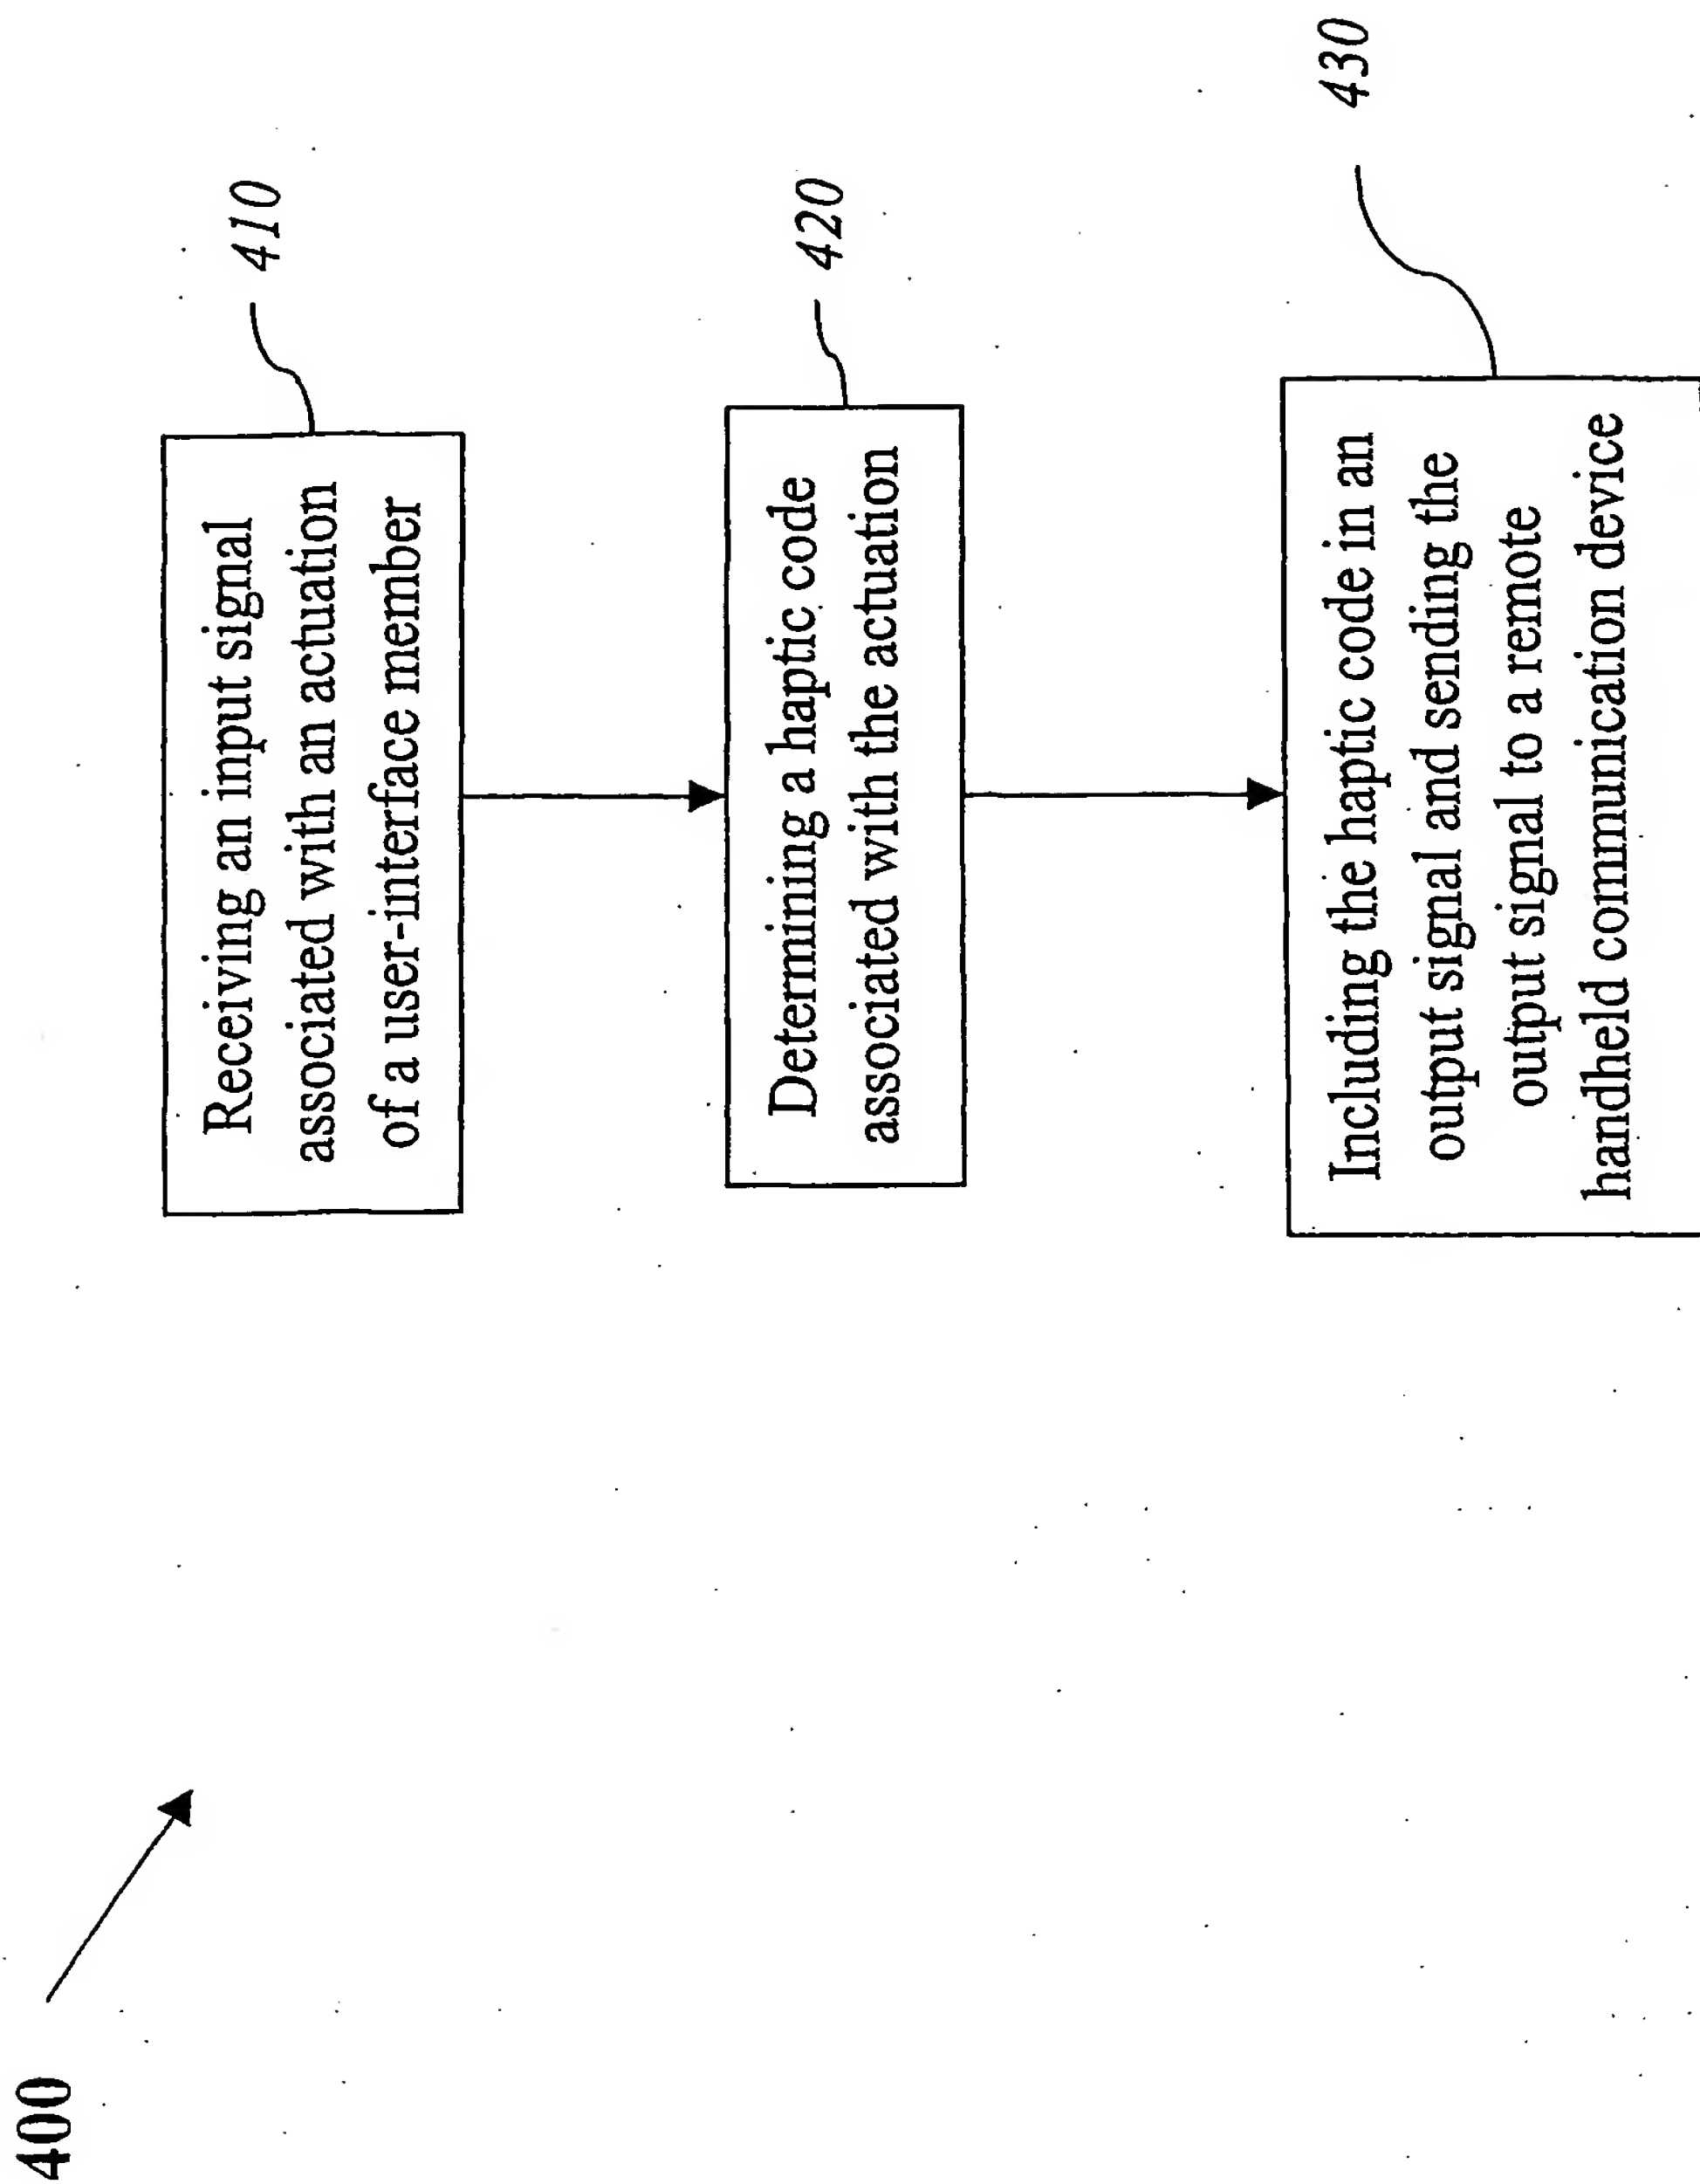 400
Receiving an input signal
associated with an actuation
of a user-interface member
410
Determining a haptic code
associated with the actuation
420
Including the haptic code in an
output signal and sending the
output signal to a remote
handheld communication device
430